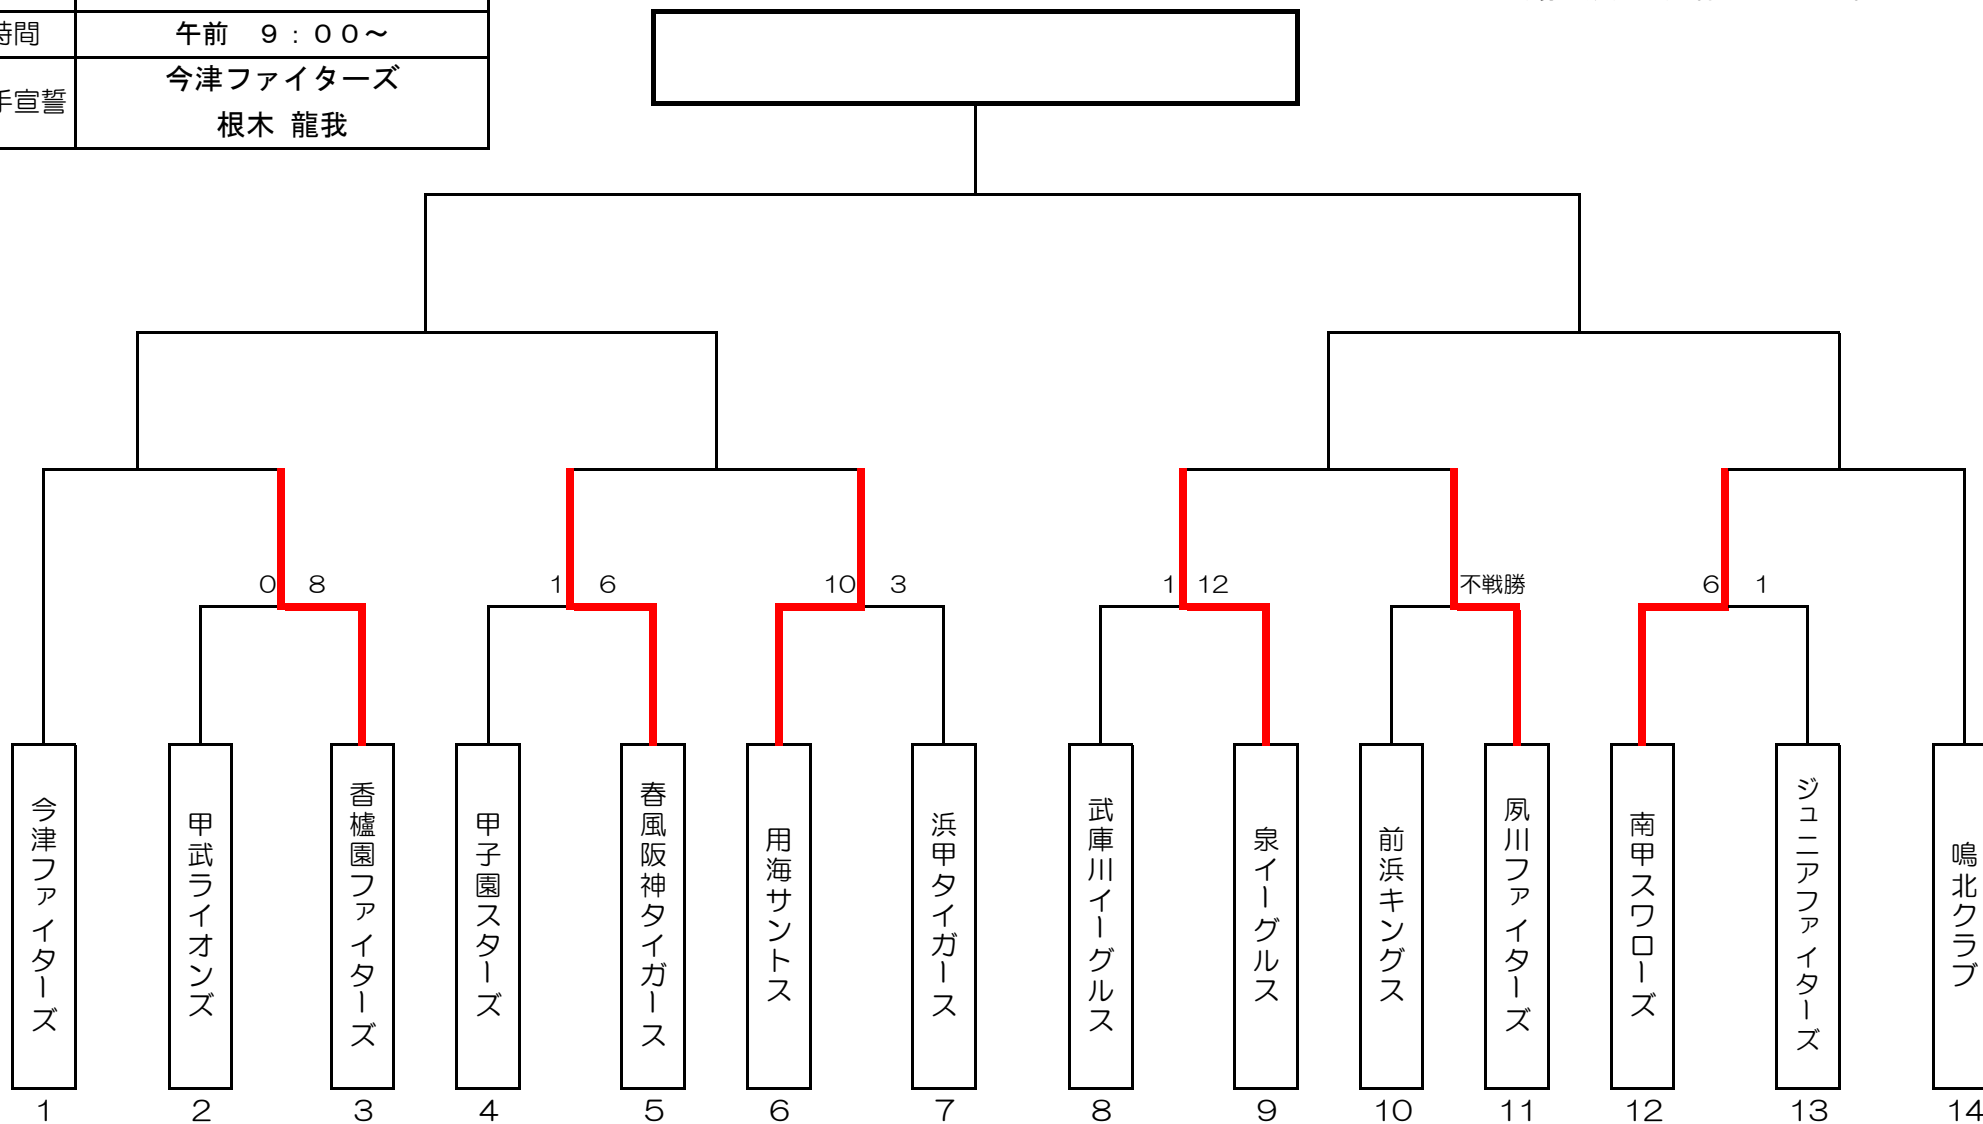 時間
午前　９：００～
手宣誓
今津ファイターズ
根木 龍我
0 8
1 6
10 3
1 12
不戦勝
6 1
今津ファイターズ
甲武ライオンズ
香櫨園ファイターズ
甲子園スターズ
春風阪神タイガース
用海サントス
浜甲タイガース
武庫川イーグルス
泉イーグルス
前浜キングス
夙川ファイターズ
南甲スワローズ
ジュニアファイターズ
鳴北クラブ
1 2 3 4 5 6 7 8 9 10 11 12 13 14